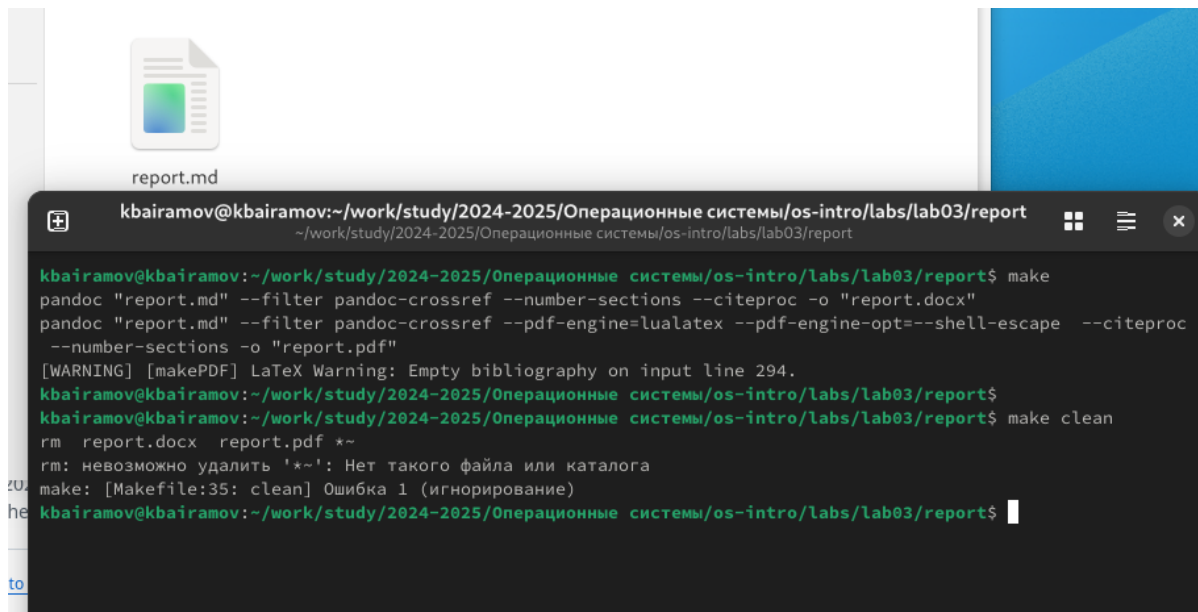 report.md
kbairamov@kbairamov:~/work/study/2024-2025/Операционные системы/os-intro/labs/lab03/report
~/work/study/2024-2025/Операционные системы/os-intro/labs/lab03/report
kbairamov@kbairamov:~/work/study/2024-2025/Операционные системы/os-intro/labs/lab03/report$ make
pandoc "report.md" --filter pandoc-crossref --number-sections --citeproc -o "report.docx"
pandoc "report.md" --filter pandoc-crossref --pdf-engine=lualatex --pdf-engine-opt=--shell-escape  --citeproc
 --number-sections -o "report.pdf"
[WARNING] [makePDF] LaTeX Warning: Empty bibliography on input line 294.
kbairamov@kbairamov:~/work/study/2024-2025/Операционные системы/os-intro/labs/lab03/report$
kbairamov@kbairamov:~/work/study/2024-2025/Операционные системы/os-intro/labs/lab03/report$ make clean
rm  report.docx  report.pdf *~
rm: невозможно удалить '*~': Нет такого файла или каталога
make: [Makefile:35: clean] Ошибка 1 (игнорирование)
he
kbairamov@kbairamov:~/work/study/2024-2025/Операционные системы/os-intro/labs/lab03/report$
to